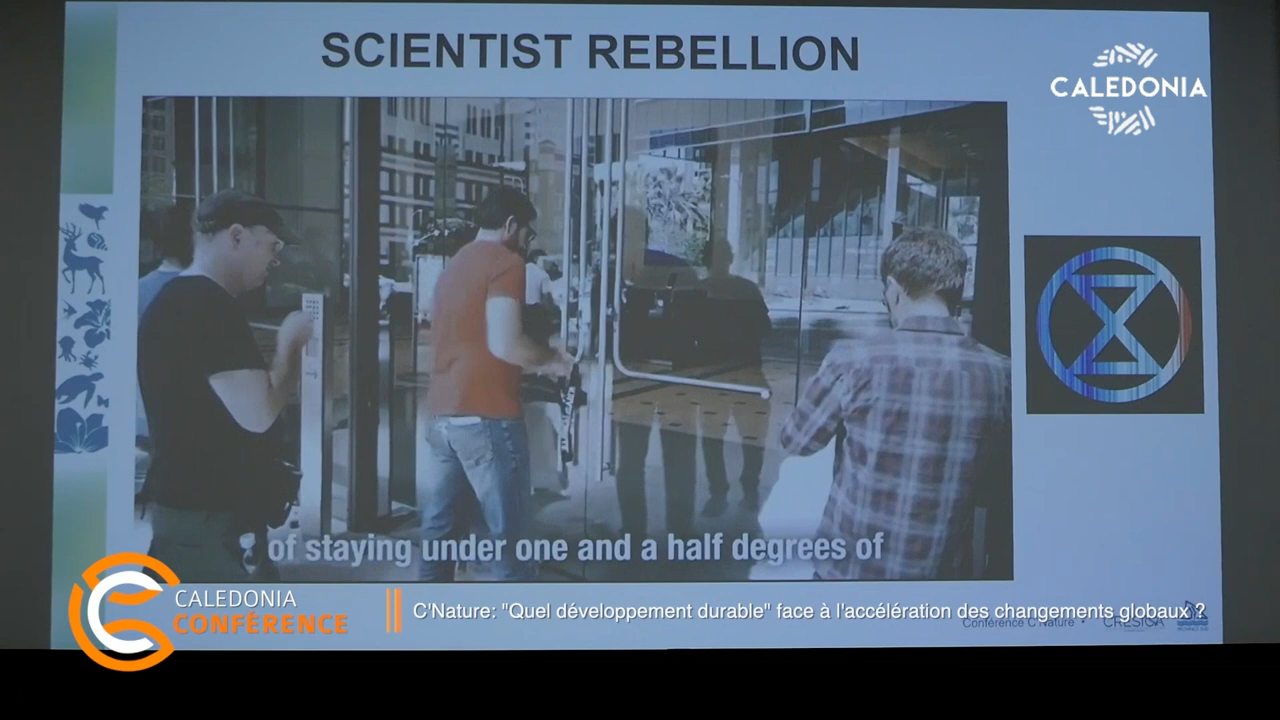 SCIENTIST REBELLION
CALEDONIA
of staying under one and a half degrees of
CALEDONIA
CONFÉRENCE
C'Nature: "Quel développement durable" face à l'accélération des changements globaux ?
Conférence C'Nature •
CRESICA